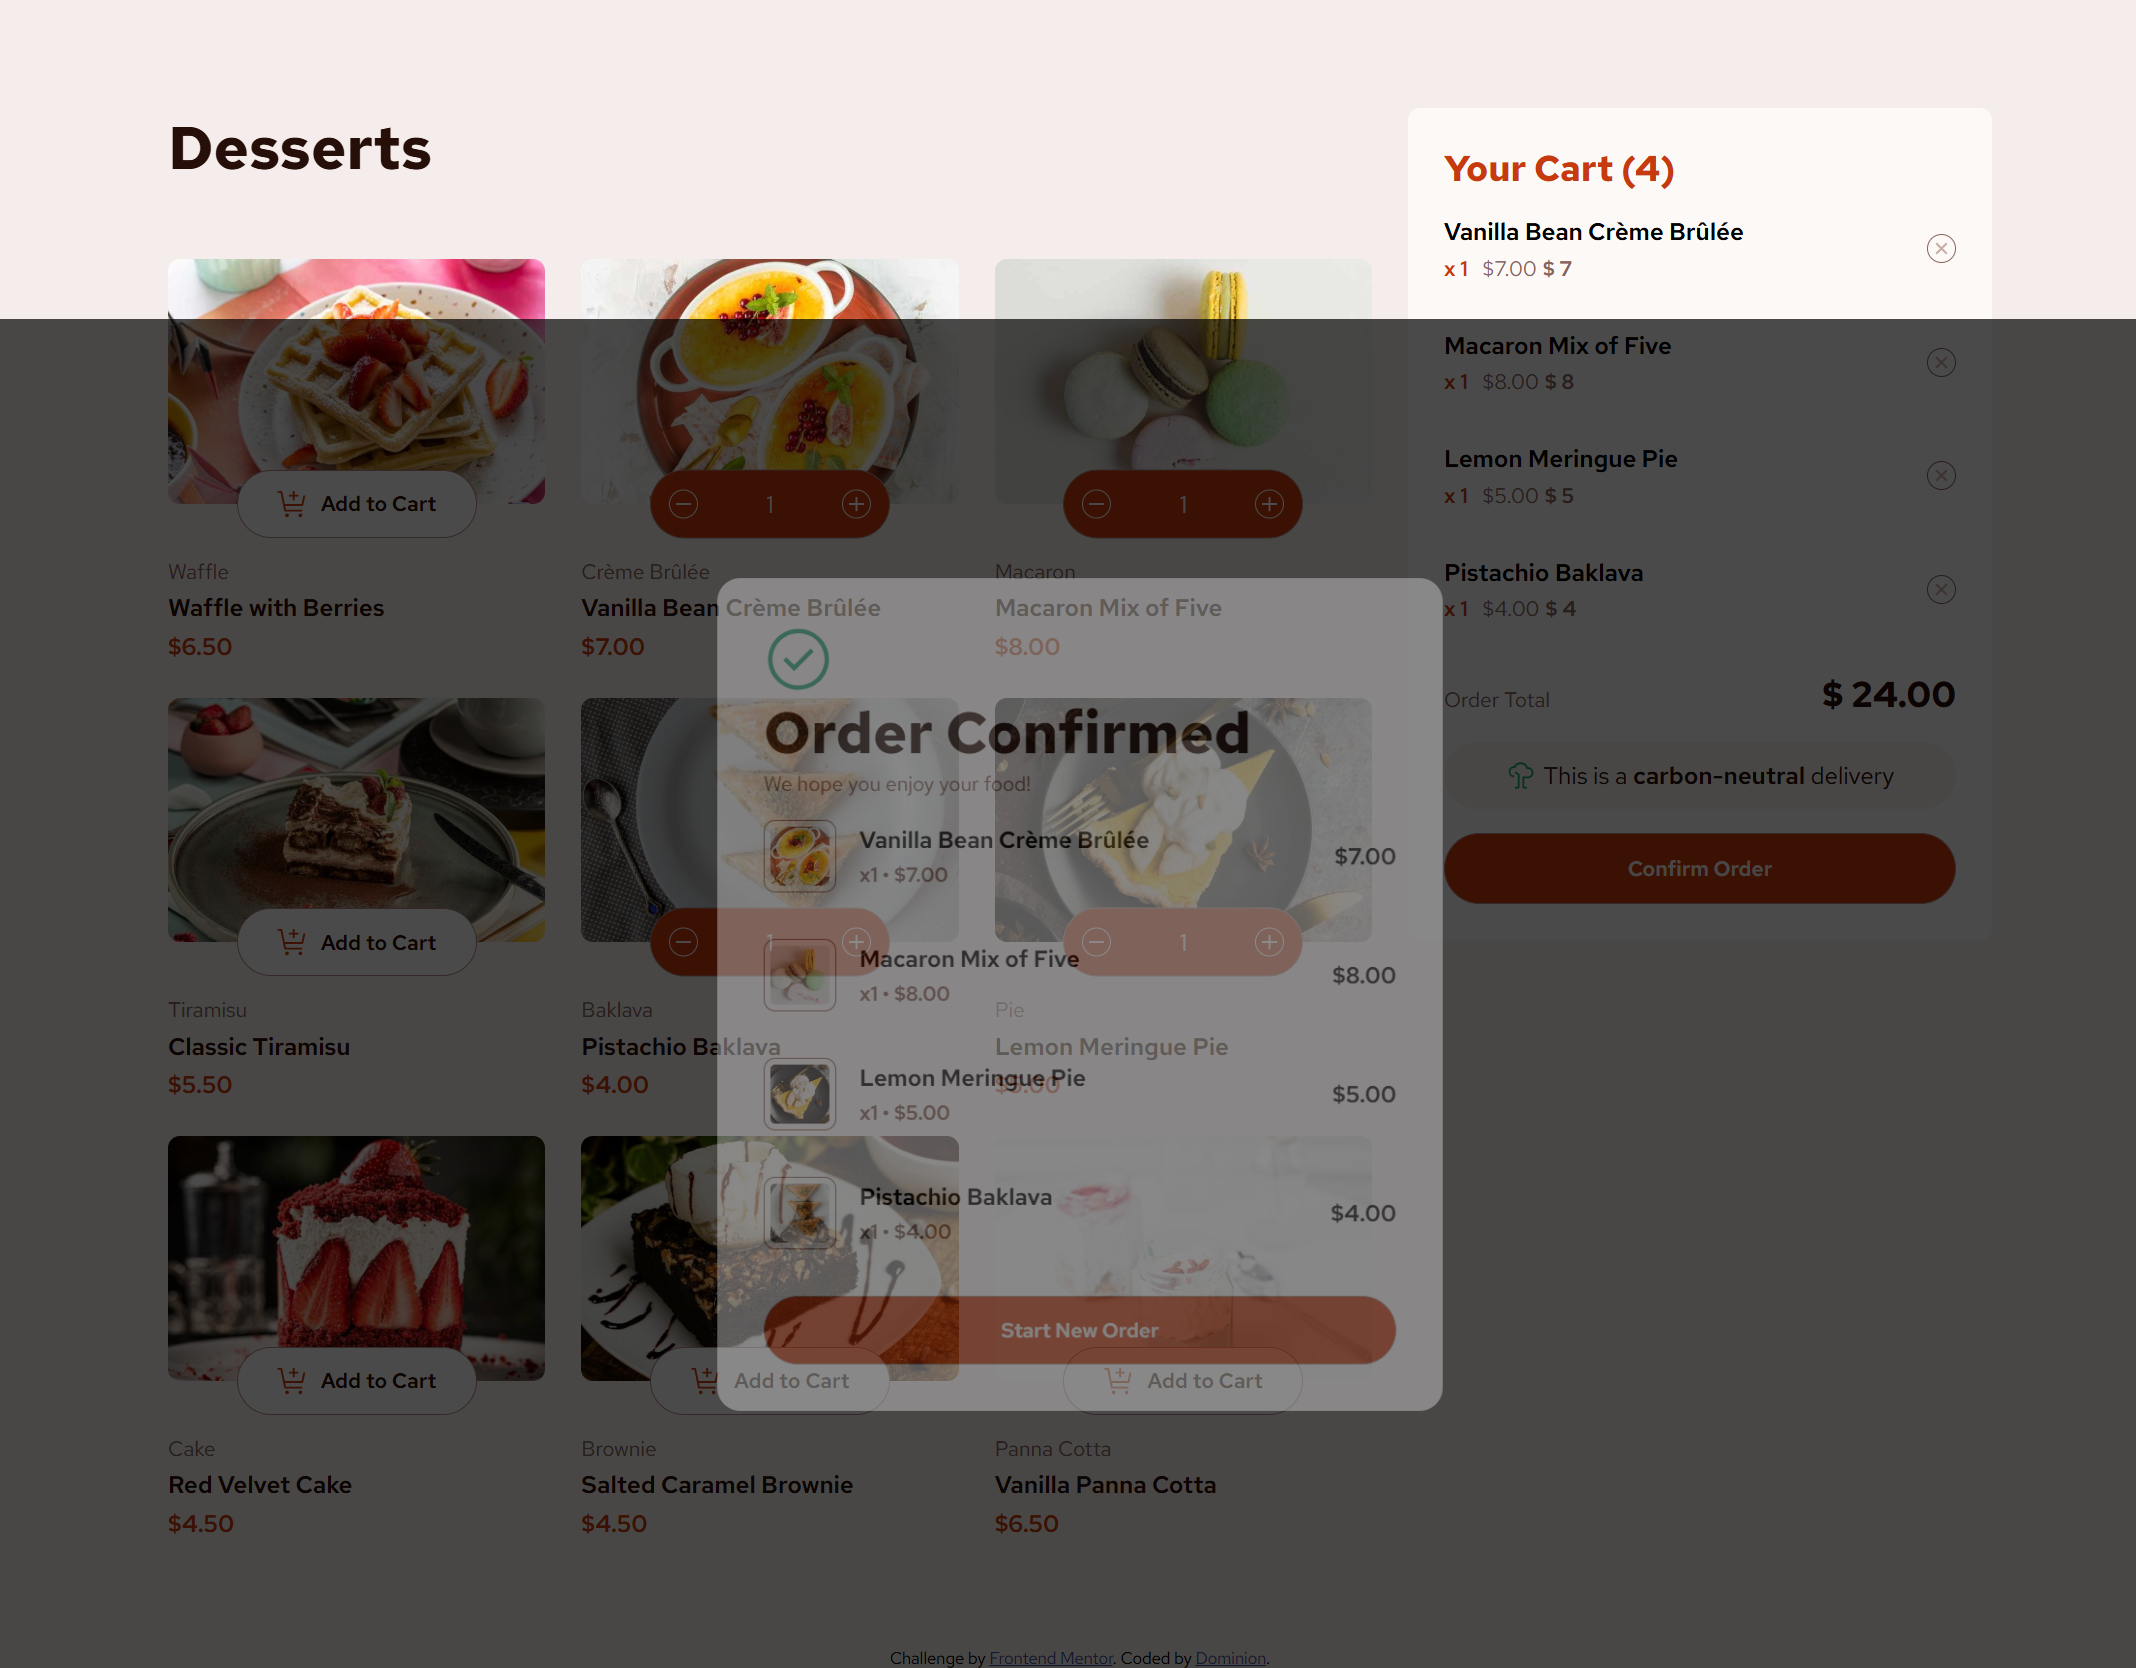 Desserts
Add to Cart
Waffle
Waffle with Berries
$6.50
1
Crème Brûlée
Vanilla Bean Crème Brûlée
$7.00
1
Macaron
Macaron Mix of Five
$8.00
Add to Cart
Tiramisu
Classic Tiramisu
$5.50
1
Baklava
Pistachio Baklava
$4.00
1
Pie
Lemon Meringue Pie
$5.00
Add to Cart
Cake
Red Velvet Cake
$4.50
Add to Cart
Brownie
Salted Caramel Brownie
$4.50
Add to Cart
Panna Cotta
Vanilla Panna Cotta
$6.50
Your Cart (4)
Vanilla Bean Crème Brûlée
x 1 $7.00 $ 7
Macaron Mix of Five
x 1 $8.00 $ 8
Lemon Meringue Pie
x 1 $5.00 $ 5
Pistachio Baklava
x 1 $4.00 $ 4
Order Total $ 24.00
This is a carbon-neutral delivery
Confirm Order
Order Confirmed
We hope you enjoy your food!
Vanilla Bean Crème Brûlée
x1 • $7.00
$7.00
Macaron Mix of Five
x1 • $8.00
$8.00
Lemon Meringue Pie
x1 • $5.00
$5.00
Pistachio Baklava
x1 • $4.00
$4.00
Start New Order
Challenge by Frontend Mentor. Coded by Dominion.